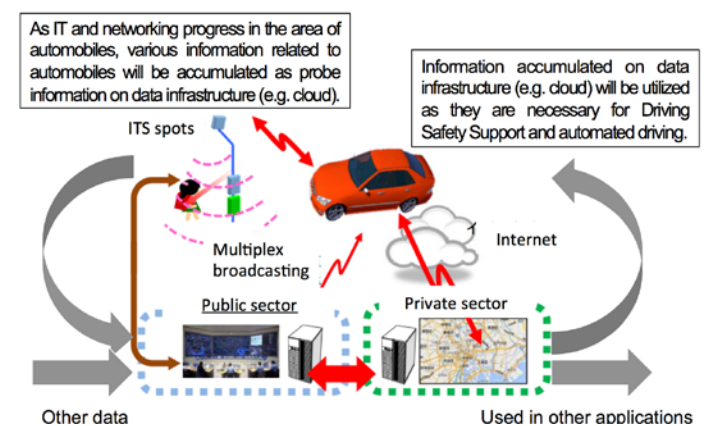 As IT and networking progress in the area of
automobiles, various information related to
automobiles will be accumulated as probe
information on data infrastructure (e.g. cloud).
Information accumulated on data
infrastructure (e.g. cloud) will be utilized
as they are necessary for Driving
Safety Support and automated driving.
ITS spots
Multiplex
broadcasting
Internet
Public sector
Private sector
Other data
Used in other applications